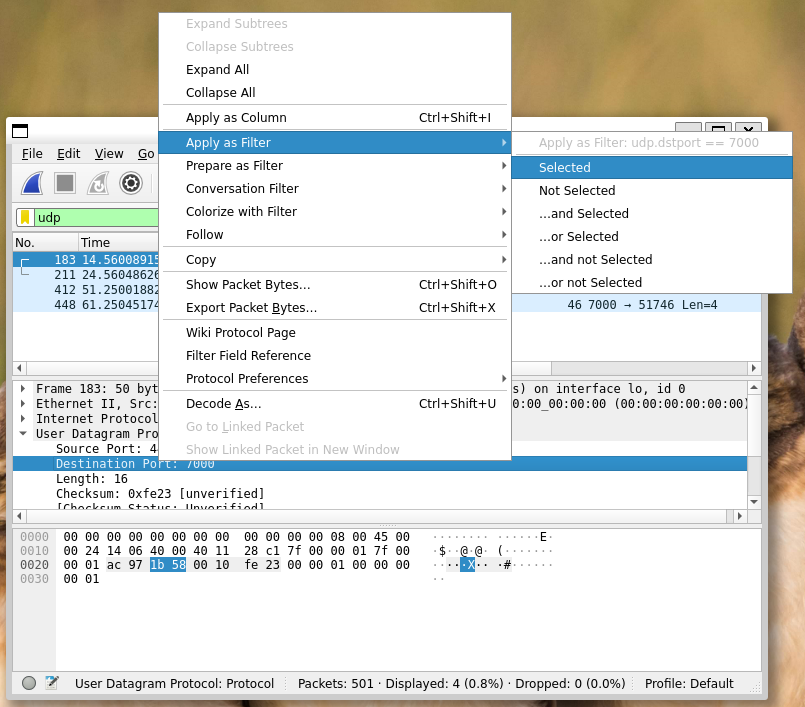 Expand Subtrees
Collapse Subtrees
Expand All
Collapse All
Apply as Column Ctrl+Shift+I
Apply as Filter
Prepare as Filter
Conversation Filter
Colorize with Filter
Follow
Copy
Show Packet Bytes... Ctrl+Shift+O
Export Packet Bytes... Ctrl+Shift+X
Wiki Protocol Page
Filter Field Reference
Protocol Preferences
Decode As... Ctrl+Shift+U
Go to Linked Packet
Show Linked Packet in New Window
Apply as Filter: udp.dstport == 7000
Selected
Not Selected
...and Selected
...or Selected
...and not Selected
...or not Selected
File Edit View Go
udp
No. Time
183 14.56008915
211 24.56048626
412 51.25001882
448 61.25045174 46 7000 → 51746 Len=4
Frame 183: 50 byt s) on interface lo, id 0
Ethernet II, Src: 0:00_00:00:00 (00:00:00:00:00:00)
Internet Protocol
User Datagram Pro
Source Port: 4
Destination Port: 7000
Length: 16
Checksum: 0xfe23 [unverified]
[Checksum Status: Unverified]
0000 00 00 00 00 00 00 00 00 00 00 00 00 08 00 45 00 ········ ······E·
0010 00 24 14 06 40 00 40 11 28 c1 7f 00 00 01 7f 00 ·$··@·@· (·······
0020 00 01 ac 97 1b 58 00 10 fe 23 00 00 01 00 00 00 ·····X·· ·#······
0030 00 01 ··
User Datagram Protocol: Protocol Packets: 501 · Displayed: 4 (0.8%) · Dropped: 0 (0.0%) Profile: Default